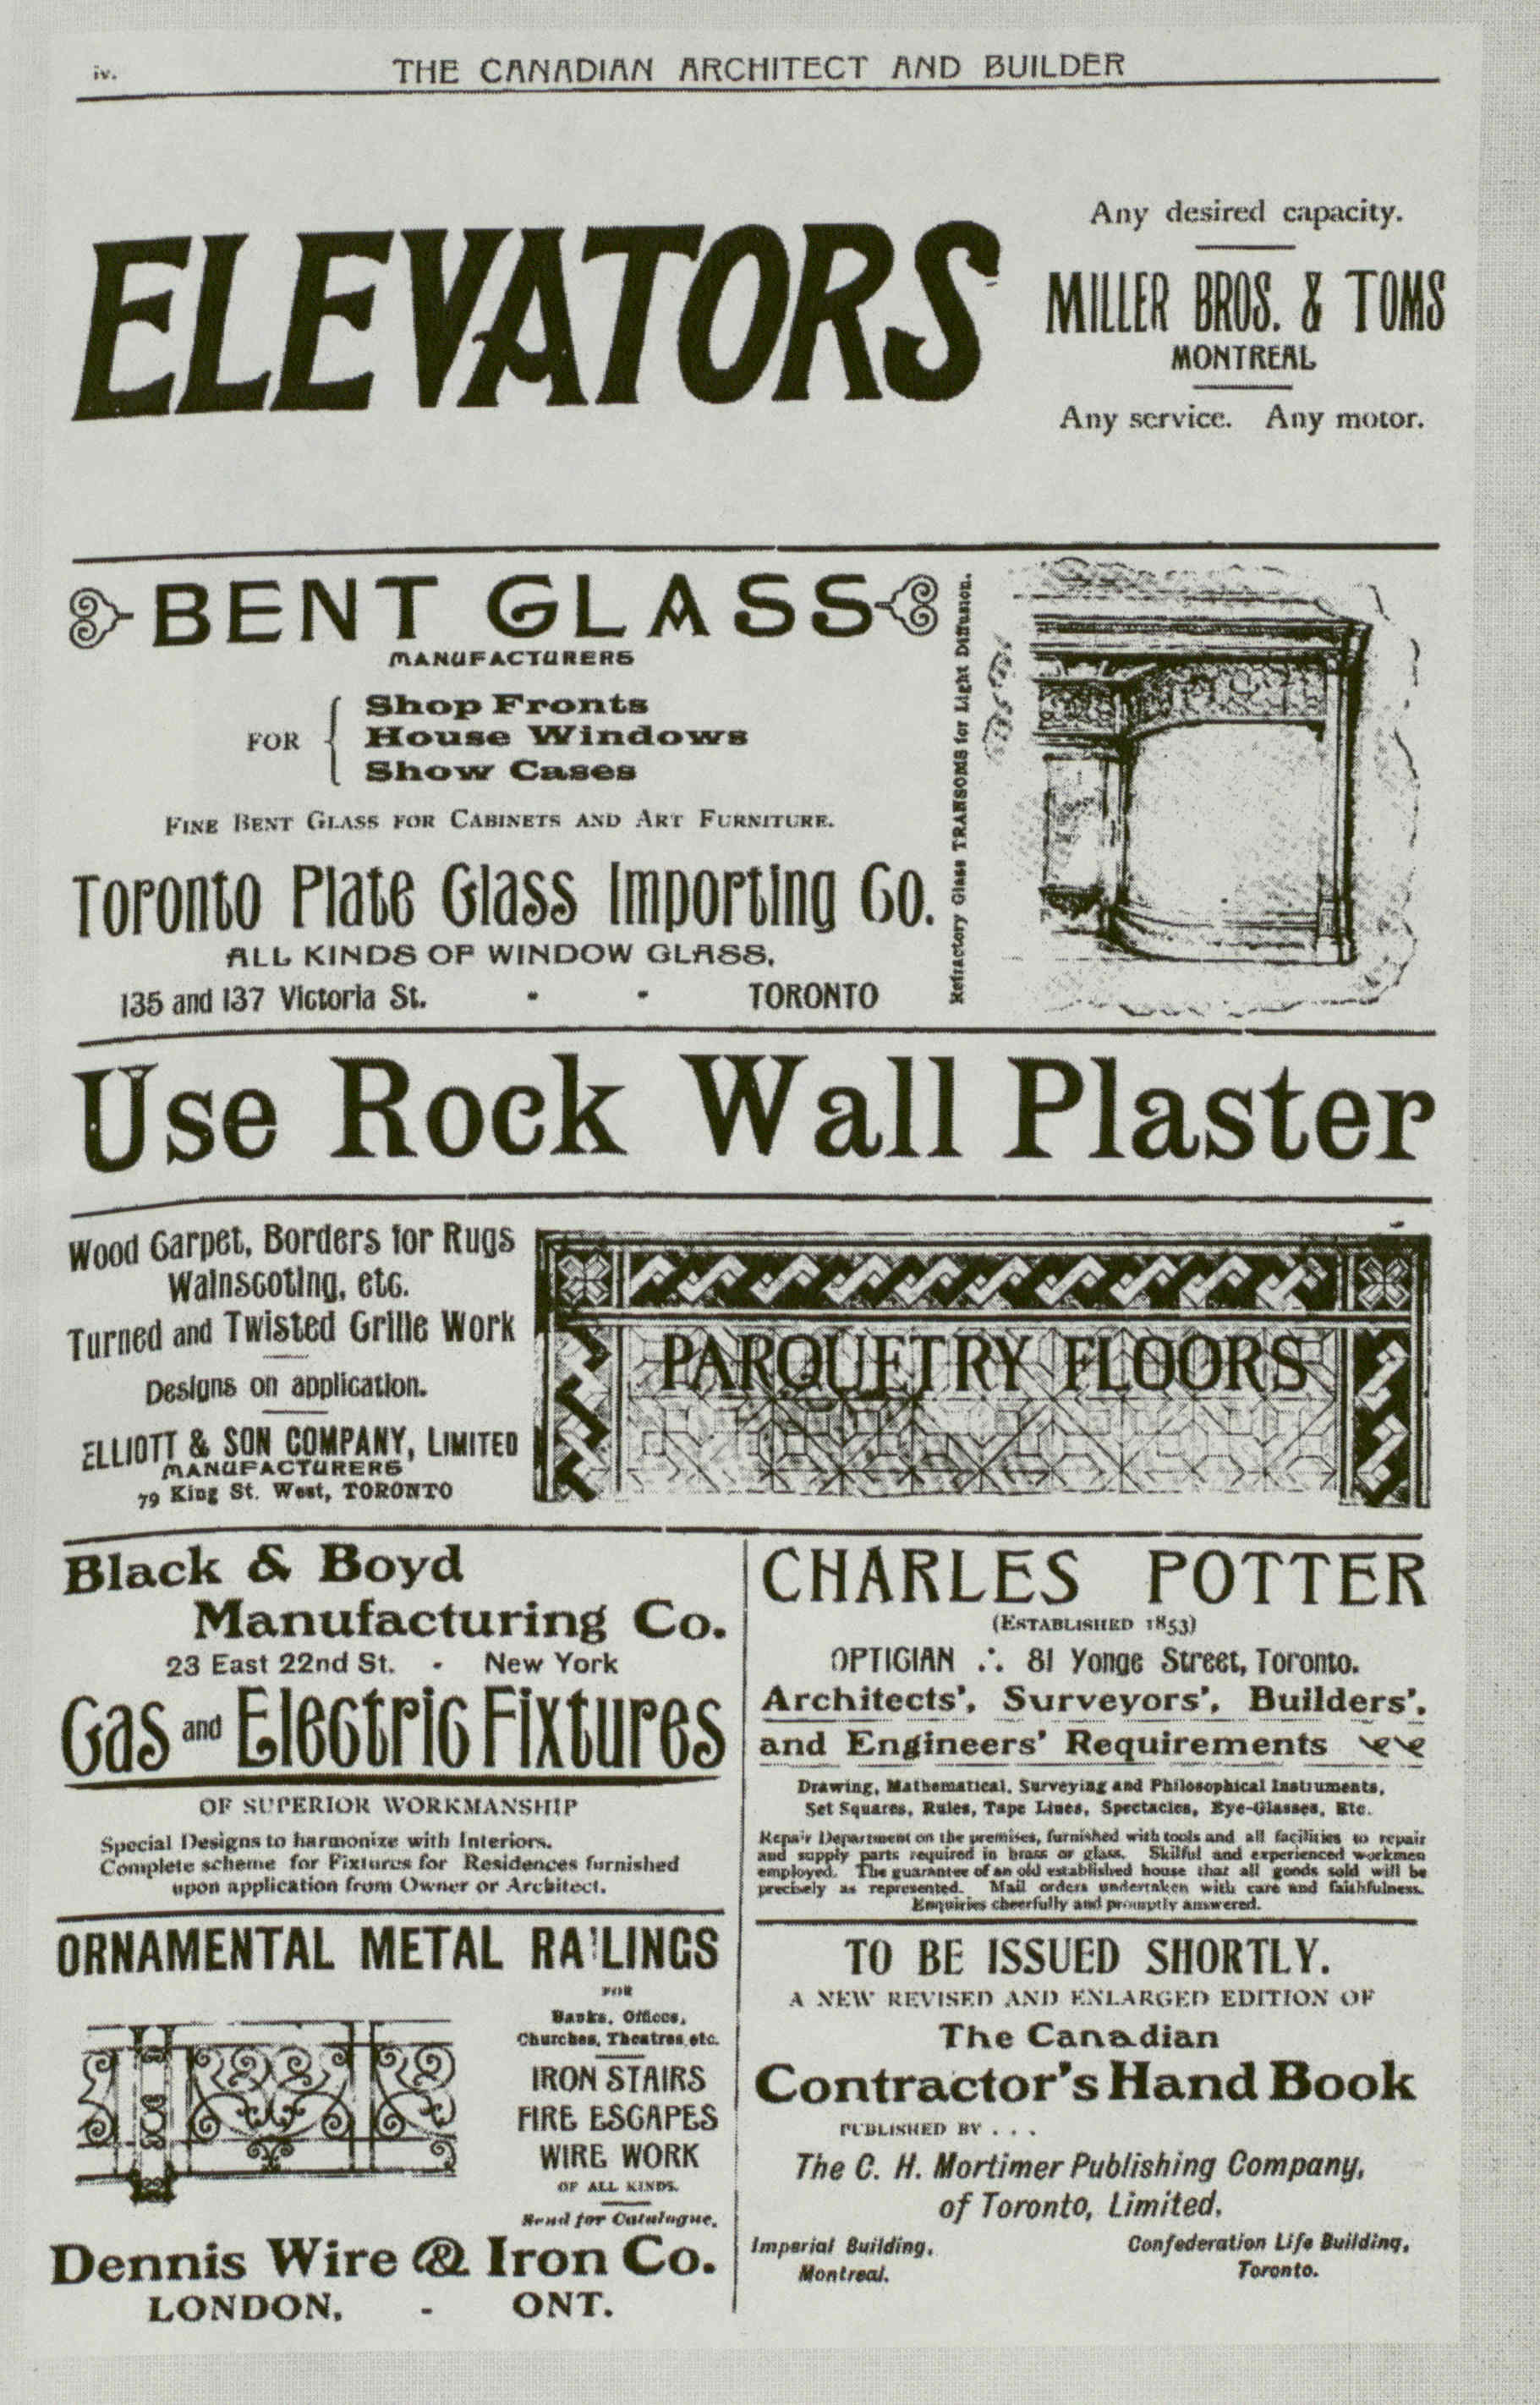 iv.
THE CANADIAN ARCHITECT AND BUILDER
ELEVATORS
Any desired capacity.
MILLER BROS. & TOMS
MONTREAL
Any service. Any motor.
BENT GLASS
MANUFACTURERS
FOR
Shop Fronts
House Windows
Show Cases
FINE BENT GLASS FOR CABINETS AND ART FURNITURE.
Toronto Plate Glass Importing Co.
ALL KINDS OF WINDOW GLASS,
135 and 137 Victoria St. - - TORONTO
Refractory Glass TRANSOMS for Light Diffusion.
Use Rock Wall Plaster
Wood Carpet, Borders for Rugs
Wainscoting, etc.
Turned and Twisted Grille Work
Designs on application.
ELLIOTT & SON COMPANY, LIMITED
MANUFACTURERS
79 King St. West, TORONTO
PARQUETRY FLOORS
Black & Boyd
Manufacturing Co.
23 East 22nd St. - New York
Gas and Electric Fixtures
OF SUPERIOR WORKMANSHIP
Special Designs to harmonize with Interiors.
Complete scheme for Fixtures for Residences furnished
upon application from Owner or Architect.
ORNAMENTAL METAL RAILINGS
FOR
Banks, Offices,
Churches, Theatres etc.
IRON STAIRS
FIRE ESCAPES
WIRE WORK
OF ALL KINDS.
Send for Catalogue.
Dennis Wire & Iron Co.
LONDON, - ONT.
CHARLES POTTER
(ESTABLISHED 1853)
OPTICIAN ∴ 81 Yonge Street, Toronto.
Architects', Surveyors', Builders',
and Engineers' Requirements
Drawing, Mathematical, Surveying and Philosophical Instruments,
Set Squares, Rules, Tape Lines, Spectacles, Eye-Glasses, Etc.
Repair Department on the premises, furnished with tools and all facilities to repair
and supply parts required in brass or glass. Skilful and experienced workmen
employed. The guarantee of an old established house that all goods sold will be
precisely as represented. Mail orders undertaken with care and faithfulness.
Enquiries cheerfully and promptly answered.
TO BE ISSUED SHORTLY.
A NEW REVISED AND ENLARGED EDITION OF
The Canadian
Contractor's Hand Book
PUBLISHED BY . . .
The C. H. Mortimer Publishing Company,
of Toronto, Limited,
Imperial Building, Confederation Life Building,
Montreal. Toronto.